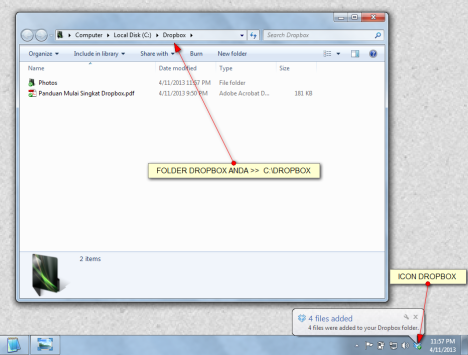 Computer ▸ Local Disk (C:) ▸ Dropbox ▸
Search Dropbox
Organize ▾ Include in library ▾ Share with ▾ Burn New folder
Name Date modified Type Size
Photos 4/11/2013 11:57 PM File folder
Panduan Mulai Singkat Dropbox.pdf 4/11/2013 9:50 PM Adobe Acrobat D... 181 KB
FOLDER DROPBOX ANDA >> C:\DROPBOX
2 items
ICON DROPBOX
4 files added
4 files were added to your Dropbox folder.
11:57 PM
4/11/2013